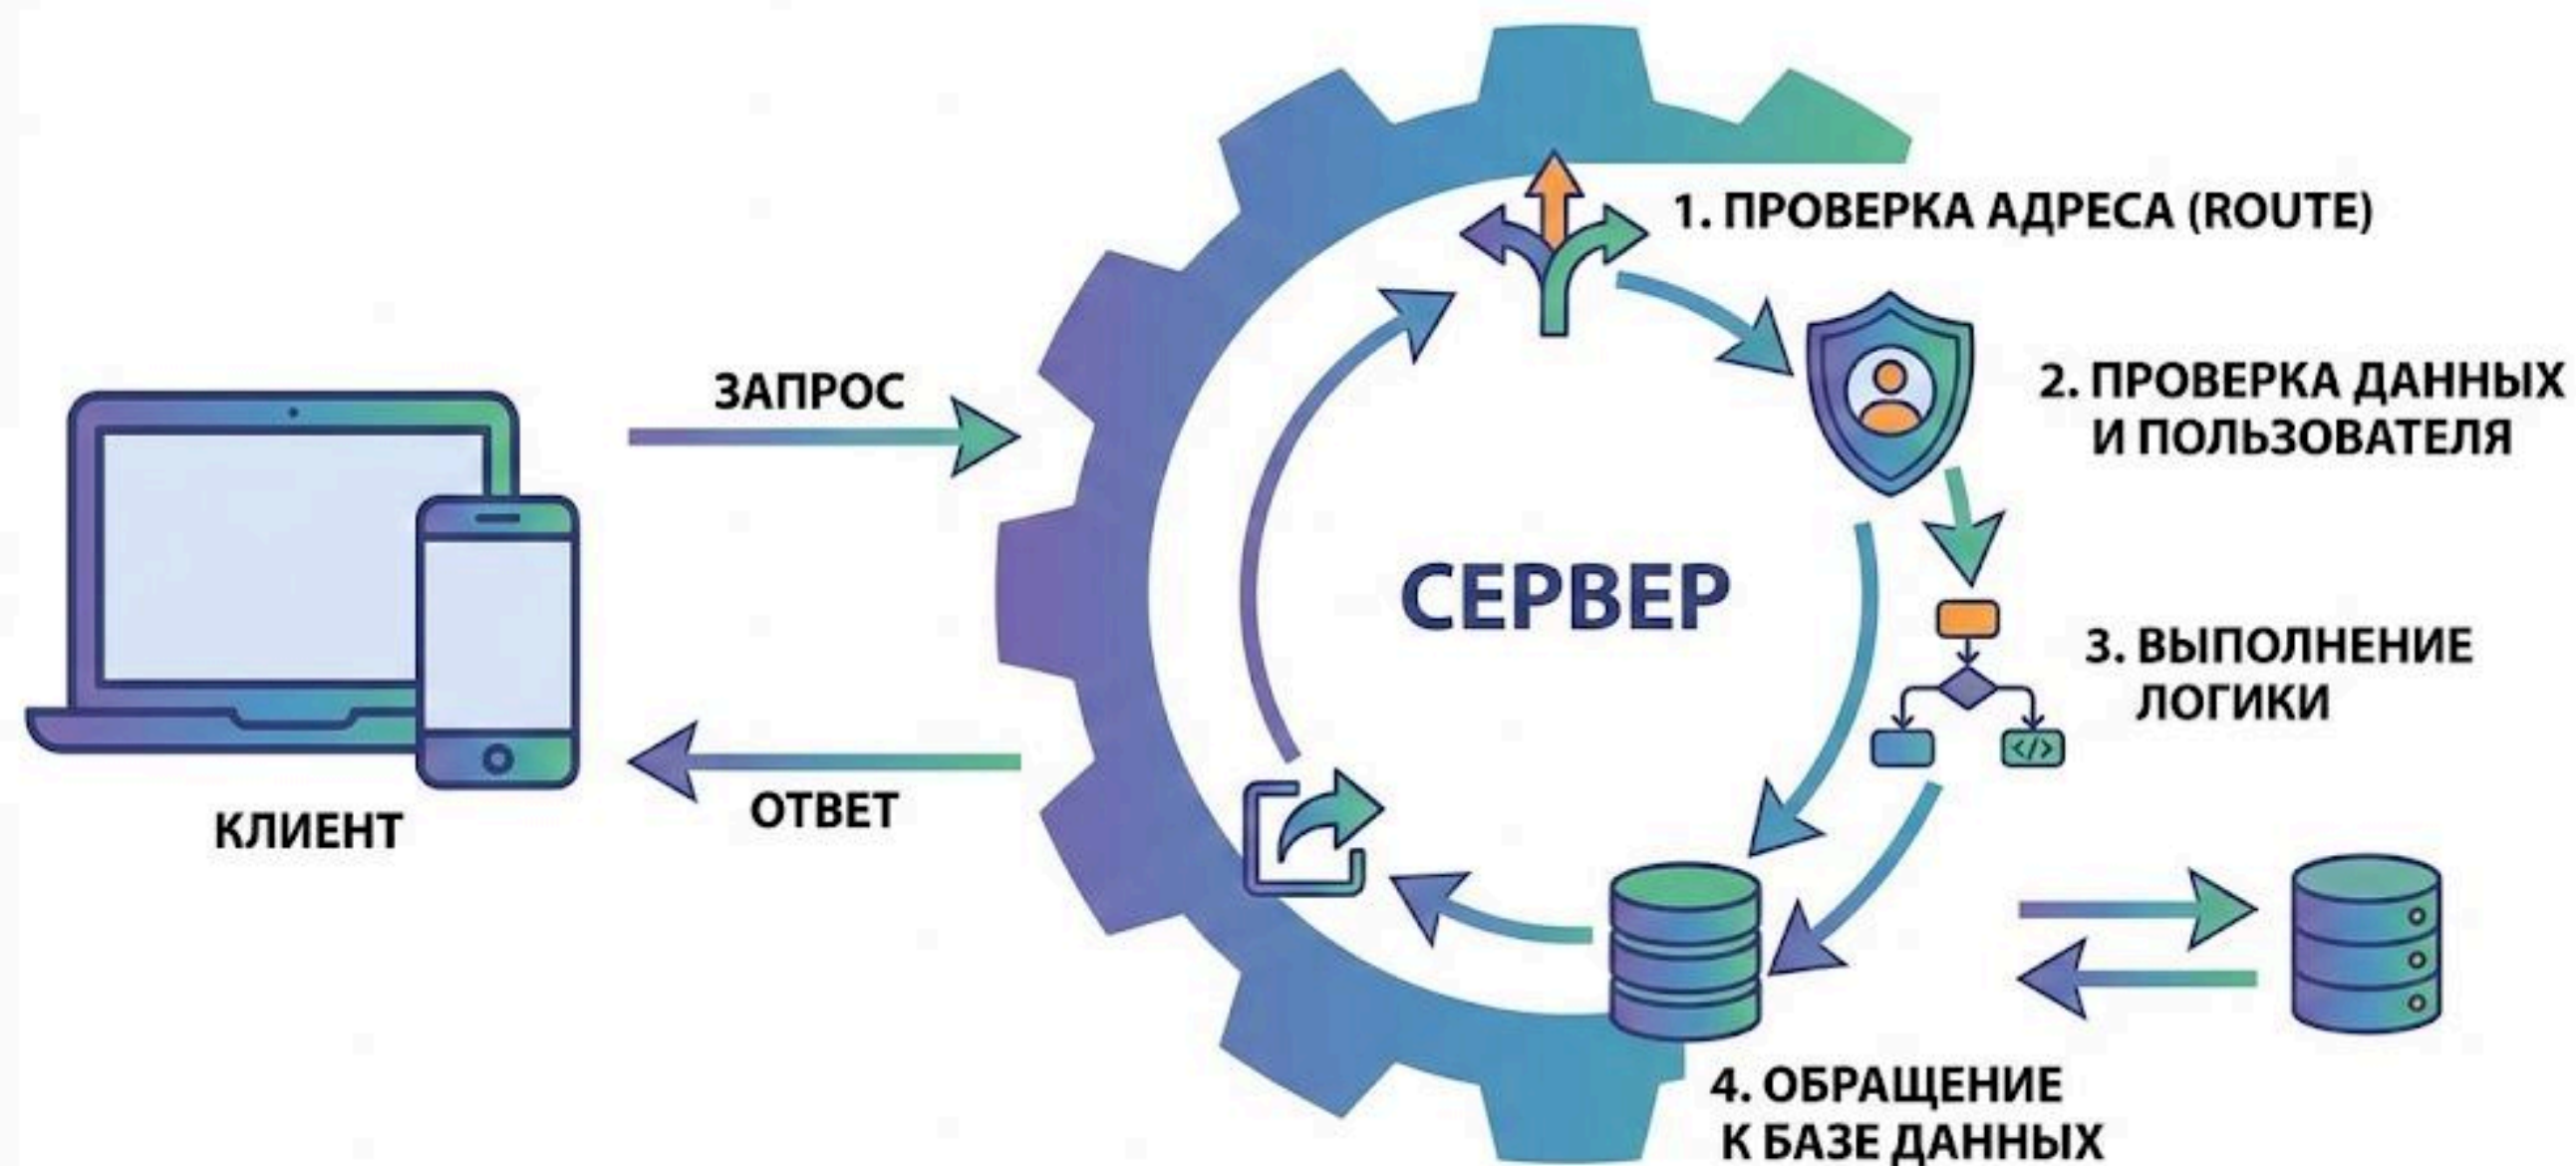 ЗАПРОС
ОТВЕТ
КЛИЕНТ
СЕРВЕР
1. ПРОВЕРКА АДРЕСА (ROUTE)
2. ПРОВЕРКА ДАННЫХ
И ПОЛЬЗОВАТЕЛЯ
3. ВЫПОЛНЕНИЕ
ЛОГИКИ
</>
4. ОБРАЩЕНИЕ
К БАЗЕ ДАННЫХ